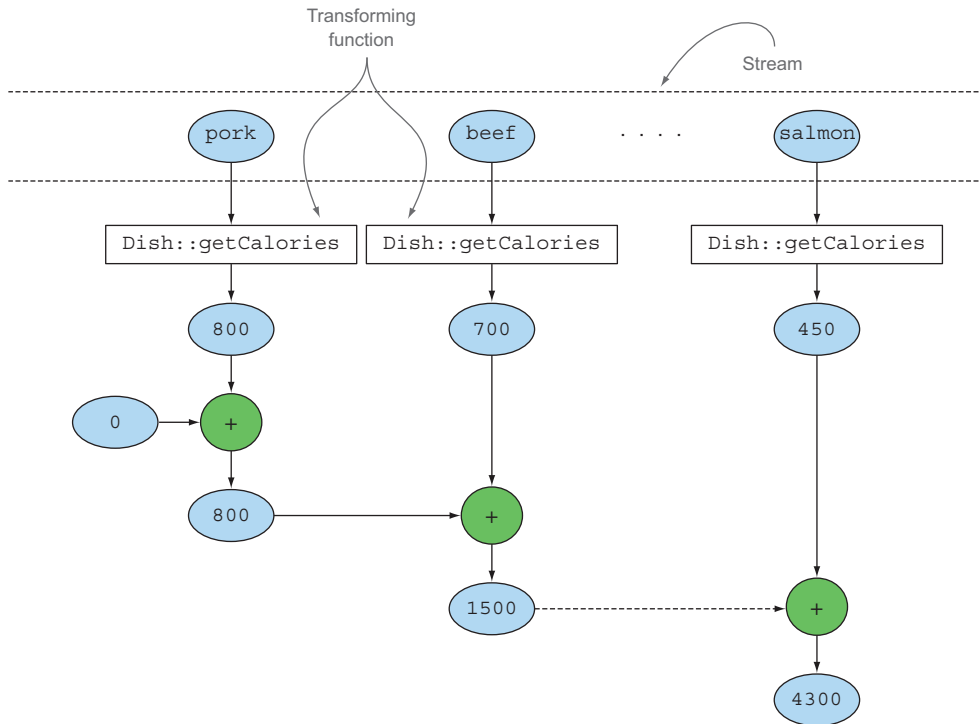 Transforming
function
Stream
pork
beef
. . . .
salmon
Dish::getCalories
Dish::getCalories
Dish::getCalories
800
700
450
0
+
800
+
1500
+
4300